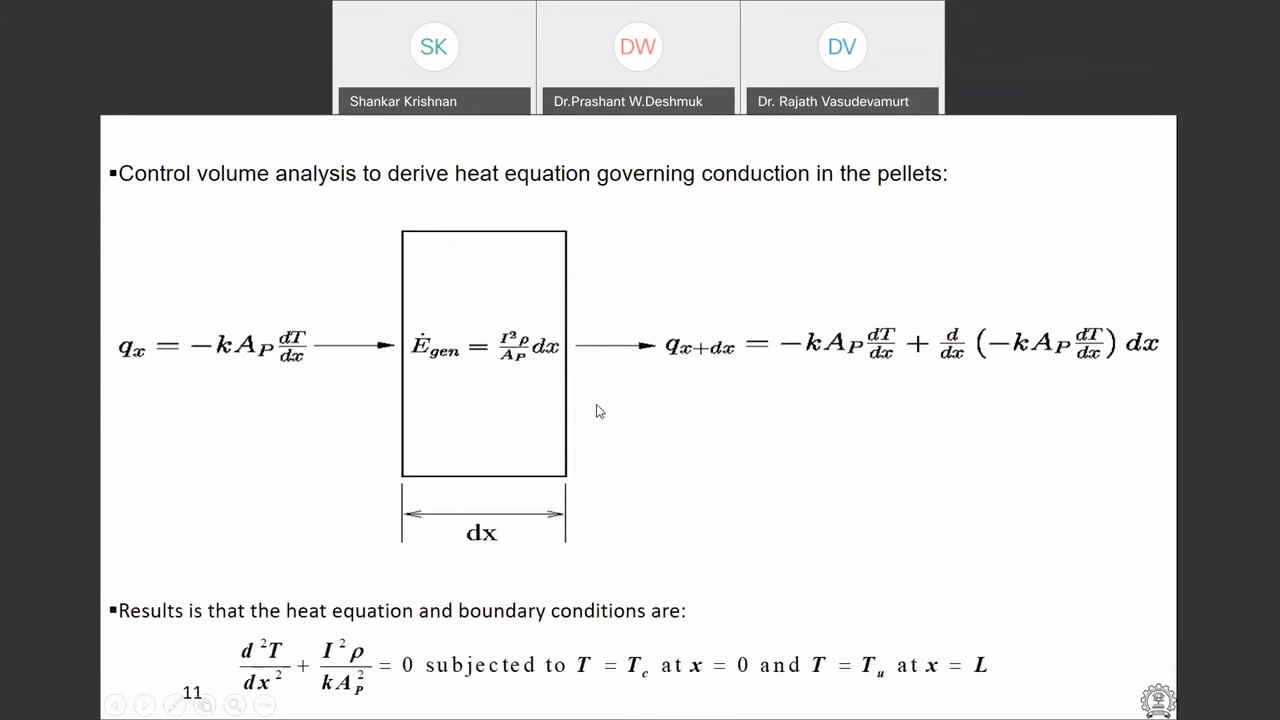 SK
DW
DV
Shankar Krishnan
Dr.Prashant W.Deshmuk
Dr. Rajath Vasudevamurt
▪Control volume analysis to derive heat equation governing conduction in the pellets:
q_x = −kA_P dT/dx
Ė_gen = I²ρ/A_P dx
q_{x+dx} = −kA_P dT/dx + d/dx (−kA_P dT/dx) dx
dx
▪Results is that the heat equation and boundary conditions are:
d²T/dx² + I²ρ/kA_P² = 0 subjected to T = T_c at x = 0 and T = T_u at x = L
11